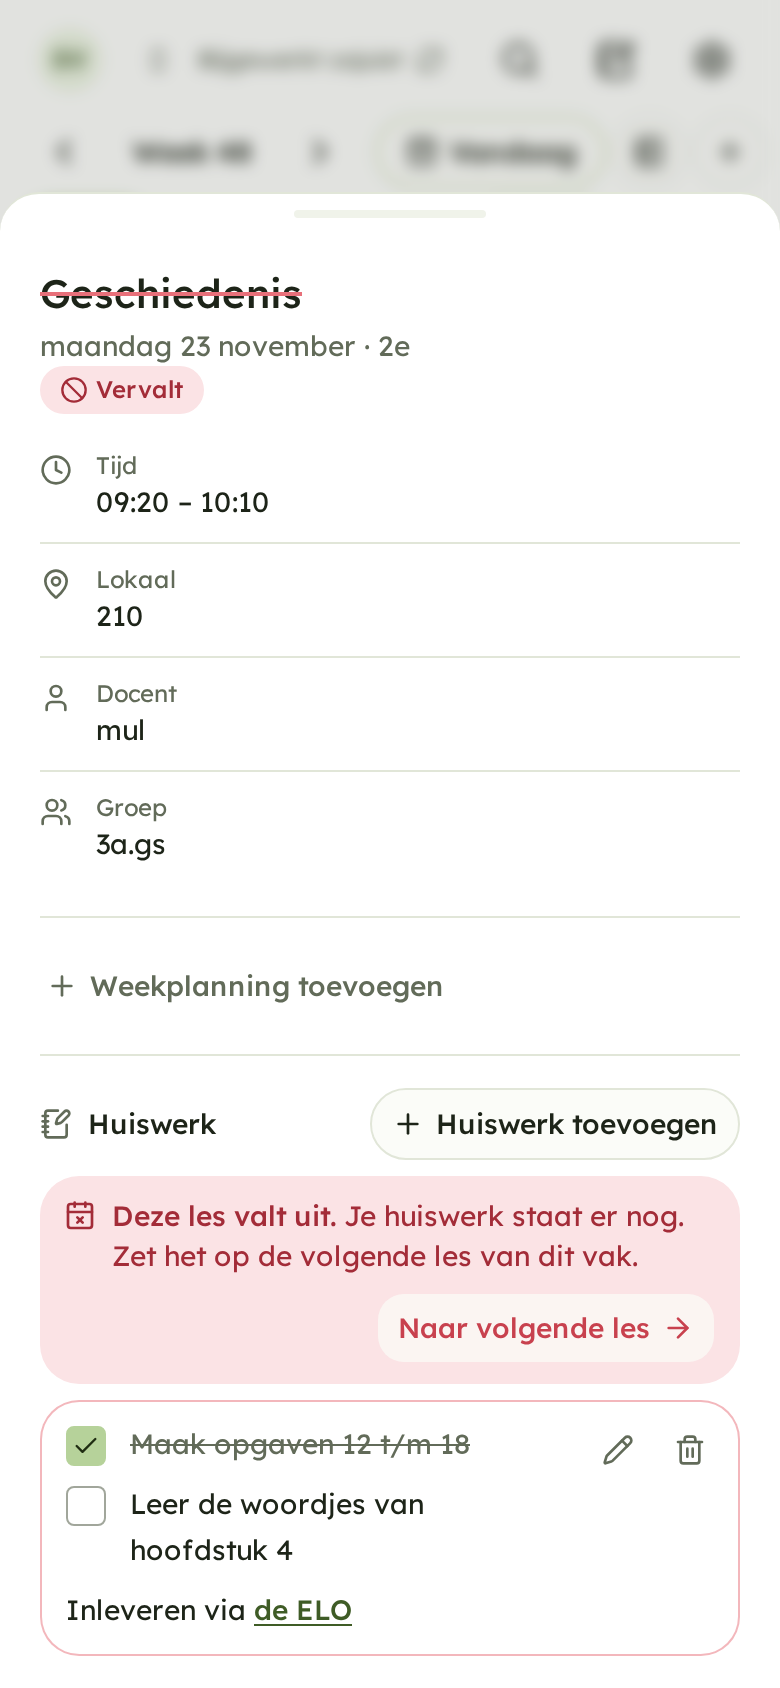 Week 48
Vandaag
Geschiedenis
maandag 23 november · 2e
Vervalt
Tijd
09:20 – 10:10
Lokaal
210
Docent
mul
Groep
3a.gs
Weekplanning toevoegen
Huiswerk
Huiswerk toevoegen
Deze les valt uit. Je huiswerk staat er nog.
Zet het op de volgende les van dit vak.
Naar volgende les
Maak opgaven 12 t/m 18
Leer de woordjes van
hoofdstuk 4
Inleveren via de ELO